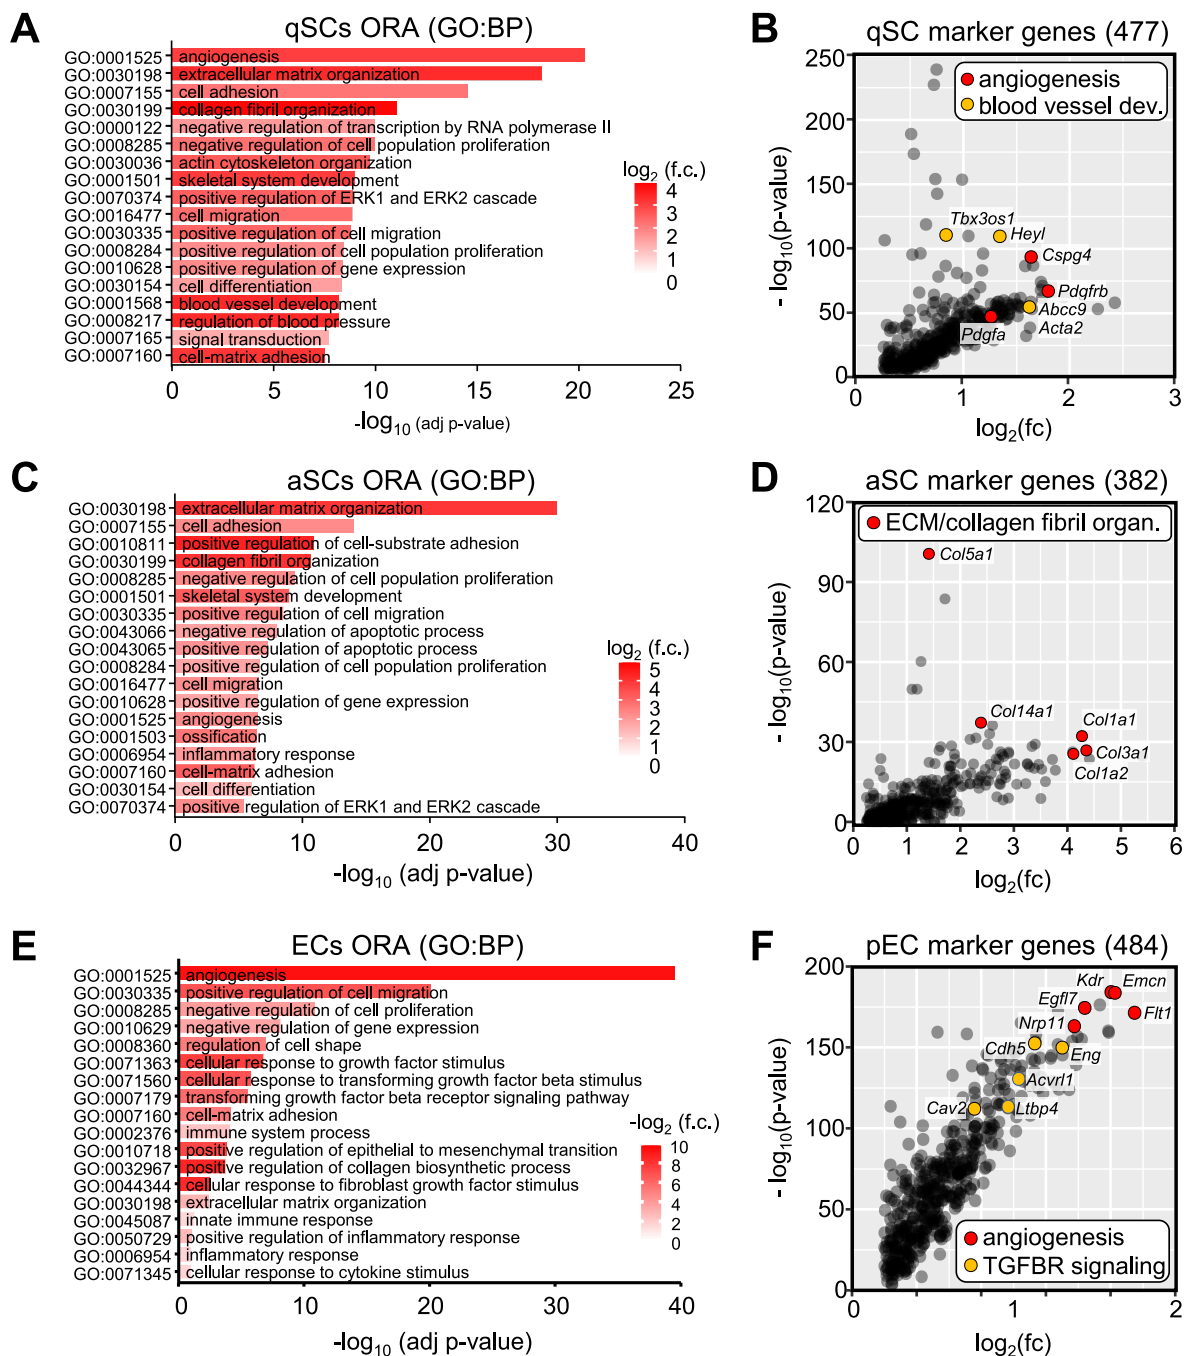 A
qSCs ORA (GO:BP)
GO:0001525 angiogenesis
GO:0030198 extracellular matrix organization
GO:0007155 cell adhesion
GO:0030199 collagen fibril organization
GO:0000122 negative regulation of transcription by RNA polymerase II
GO:0008285 negative regulation of cell population proliferation
GO:0030036 actin cytoskeleton organization
GO:0001501 skeletal system development
GO:0070374 positive regulation of ERK1 and ERK2 cascade
GO:0016477 cell migration
GO:0030335 positive regulation of cell migration
GO:0008284 positive regulation of cell population proliferation
GO:0010628 positive regulation of gene expression
GO:0030154 cell differentiation
GO:0001568 blood vessel development
GO:0008217 regulation of blood pressure
GO:0007165 signal transduction
GO:0007160 cell-matrix adhesion
0 5 10 15 20 25
-log10 (adj p-value)
log2 (f.c.)
4
3
2
1
0
B
qSC marker genes (477)
angiogenesis
blood vessel dev.
250
200
150
100
50
0
- log10(p-value)
Tbx3os1
Heyl
Cspg4
Pdgfrb
Abcc9
Acta2
Pdgfa
0 1 2 3
log2(fc)
C
aSCs ORA (GO:BP)
GO:0030198 extracellular matrix organization
GO:0007155 cell adhesion
GO:0010811 positive regulation of cell-substrate adhesion
GO:0030199 collagen fibril organization
GO:0008285 negative regulation of cell population proliferation
GO:0001501 skeletal system development
GO:0030335 positive regulation of cell migration
GO:0043066 negative regulation of apoptotic process
GO:0043065 positive regulation of apoptotic process
GO:0008284 positive regulation of cell population proliferation
GO:0016477 cell migration
GO:0010628 positive regulation of gene expression
GO:0001525 angiogenesis
GO:0001503 ossification
GO:0006954 inflammatory response
GO:0007160 cell-matrix adhesion
GO:0030154 cell differentiation
GO:0070374 positive regulation of ERK1 and ERK2 cascade
0 10 20 30 40
-log10 (adj p-value)
log2 (f.c.)
5
4
3
2
1
0
D
aSC marker genes (382)
ECM/collagen fibril organ.
120
90
60
30
0
- log10(p-value)
Col5a1
Col14a1
Col1a1
Col3a1
Col1a2
0 1 2 3 4 5 6
log2(fc)
E
ECs ORA (GO:BP)
GO:0001525 angiogenesis
GO:0030335 positive regulation of cell migration
GO:0008285 negative regulation of cell proliferation
GO:0010629 negative regulation of gene expression
GO:0008360 regulation of cell shape
GO:0071363 cellular response to growth factor stimulus
GO:0071560 cellular response to transforming growth factor beta stimulus
GO:0007179 transforming growth factor beta receptor signaling pathway
GO:0007160 cell-matrix adhesion
GO:0002376 immune system process
GO:0010718 positive regulation of epithelial to mesenchymal transition
GO:0032967 positive regulation of collagen biosynthetic process
GO:0044344 cellular response to fibroblast growth factor stimulus
GO:0030198 extracellular matrix organization
GO:0045087 innate immune response
GO:0050729 positive regulation of inflammatory response
GO:0006954 inflammatory response
GO:0071345 cellular response to cytokine stimulus
0 10 20 30 40
-log10 (adj p-value)
-log2 (f.c.)
10
8
6
4
2
0
F
pEC marker genes (484)
200
150
100
50
0
- log10(p-value)
Kdr
Emcn
Egfl7
Flt1
Nrp11
Cdh5
Eng
Acvrl1
Cav2
Ltbp4
angiogenesis
TGFBR signaling
0 1 2
log2(fc)